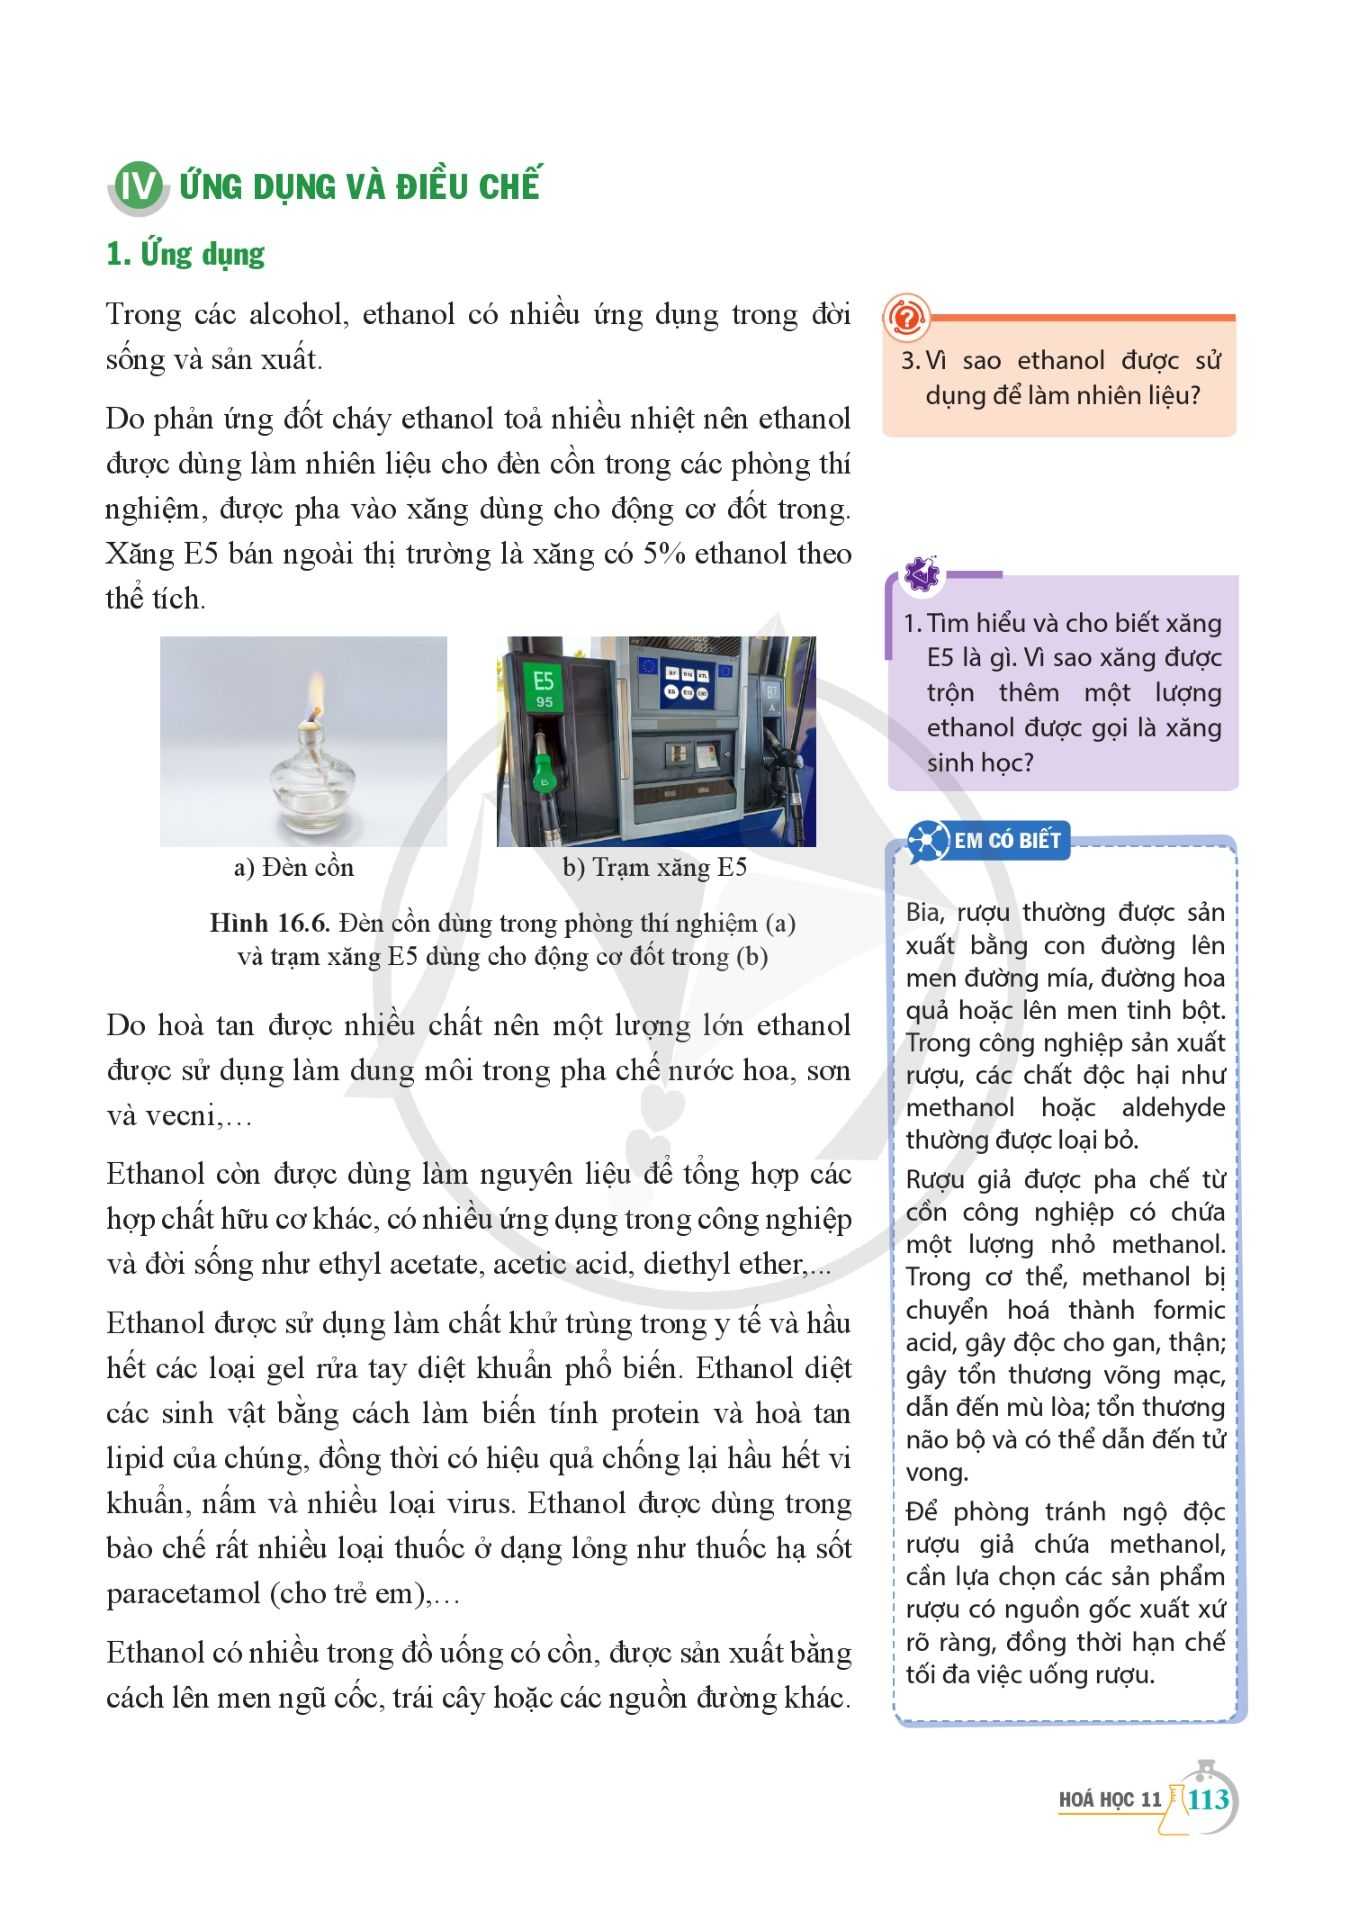 IV ỨNG DỤNG VÀ ĐIỀU CHẾ
1. Ứng dụng
Trong các alcohol, ethanol có nhiều ứng dụng trong đời
sống và sản xuất.
Do phản ứng đốt cháy ethanol toả nhiều nhiệt nên ethanol
được dùng làm nhiên liệu cho đèn cồn trong các phòng thí
nghiệm, được pha vào xăng dùng cho động cơ đốt trong.
Xăng E5 bán ngoài thị trường là xăng có 5% ethanol theo
thể tích.
E5
95
B7
A
a) Đèn cồn
b) Trạm xăng E5
Hình 16.6. Đèn cồn dùng trong phòng thí nghiệm (a)
và trạm xăng E5 dùng cho động cơ đốt trong (b)
Do hoà tan được nhiều chất nên một lượng lớn ethanol
được sử dụng làm dung môi trong pha chế nước hoa, sơn
và vecni,…
Ethanol còn được dùng làm nguyên liệu để tổng hợp các
hợp chất hữu cơ khác, có nhiều ứng dụng trong công nghiệp
và đời sống như ethyl acetate, acetic acid, diethyl ether,...
Ethanol được sử dụng làm chất khử trùng trong y tế và hầu
hết các loại gel rửa tay diệt khuẩn phổ biến. Ethanol diệt
các sinh vật bằng cách làm biến tính protein và hoà tan
lipid của chúng, đồng thời có hiệu quả chống lại hầu hết vi
khuẩn, nấm và nhiều loại virus. Ethanol được dùng trong
bào chế rất nhiều loại thuốc ở dạng lỏng như thuốc hạ sốt
paracetamol (cho trẻ em),…
Ethanol có nhiều trong đồ uống có cồn, được sản xuất bằng
cách lên men ngũ cốc, trái cây hoặc các nguồn đường khác.
?
3. Vì sao ethanol được sử
dụng để làm nhiên liệu?
1. Tìm hiểu và cho biết xăng
E5 là gì. Vì sao xăng được
trộn thêm một lượng
ethanol được gọi là xăng
sinh học?
EM CÓ BIẾT
Bia, rượu thường được sản
xuất bằng con đường lên
men đường mía, đường hoa
quả hoặc lên men tinh bột.
Trong công nghiệp sản xuất
rượu, các chất độc hại như
methanol hoặc aldehyde
thường được loại bỏ.
Rượu giả được pha chế từ
cồn công nghiệp có chứa
một lượng nhỏ methanol.
Trong cơ thể, methanol bị
chuyển hoá thành formic
acid, gây độc cho gan, thận;
gây tổn thương võng mạc,
dẫn đến mù lòa; tổn thương
não bộ và có thể dẫn đến tử
vong.
Để phòng tránh ngộ độc
rượu giả chứa methanol,
cần lựa chọn các sản phẩm
rượu có nguồn gốc xuất xứ
rõ ràng, đồng thời hạn chế
tối đa việc uống rượu.
HOÁ HỌC 11 113